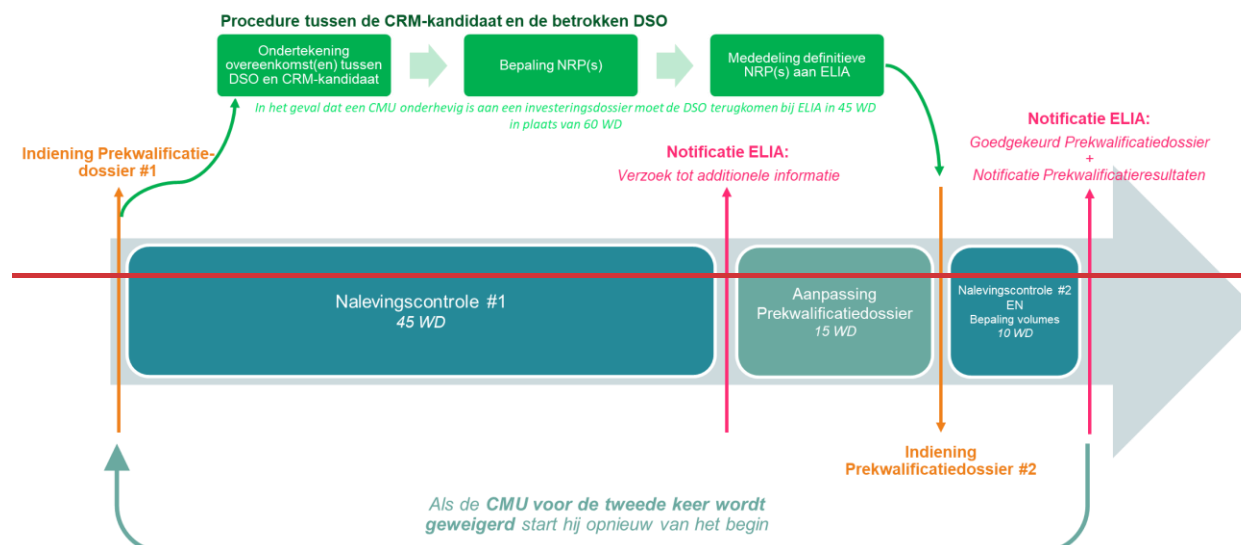 Procedure tussen de CRM-kandidaat en de betrokken DSO
Ondertekening
overeenkomst(en) tussen
DSO en CRM-kandidaat
Bepaling NRP(s)
Mededeling definitieve
NRP(s) aan ELIA
In het geval dat een CMU onderhevig is aan een investeringsdossier moet de DSO terugkomen bij ELIA in 45 WD
in plaats van 60 WD
Indiening Prekwalificatie-
dossier #1
Notificatie ELIA:
Verzoek tot additionele informatie
Notificatie ELIA:
Goedgekeurd Prekwalificatiedossier
+
Notificatie Prekwalificatieresultaten
Nalevingscontrole #1
45 WD
Aanpassing
Prekwalificatiedossier
15 WD
Nalevingscontrole #2
EN
Bepaling volumes
10 WD
Indiening
Prekwalificatiedossier #2
Als de CMU voor de tweede keer wordt
geweigerd start hij opnieuw van het begin